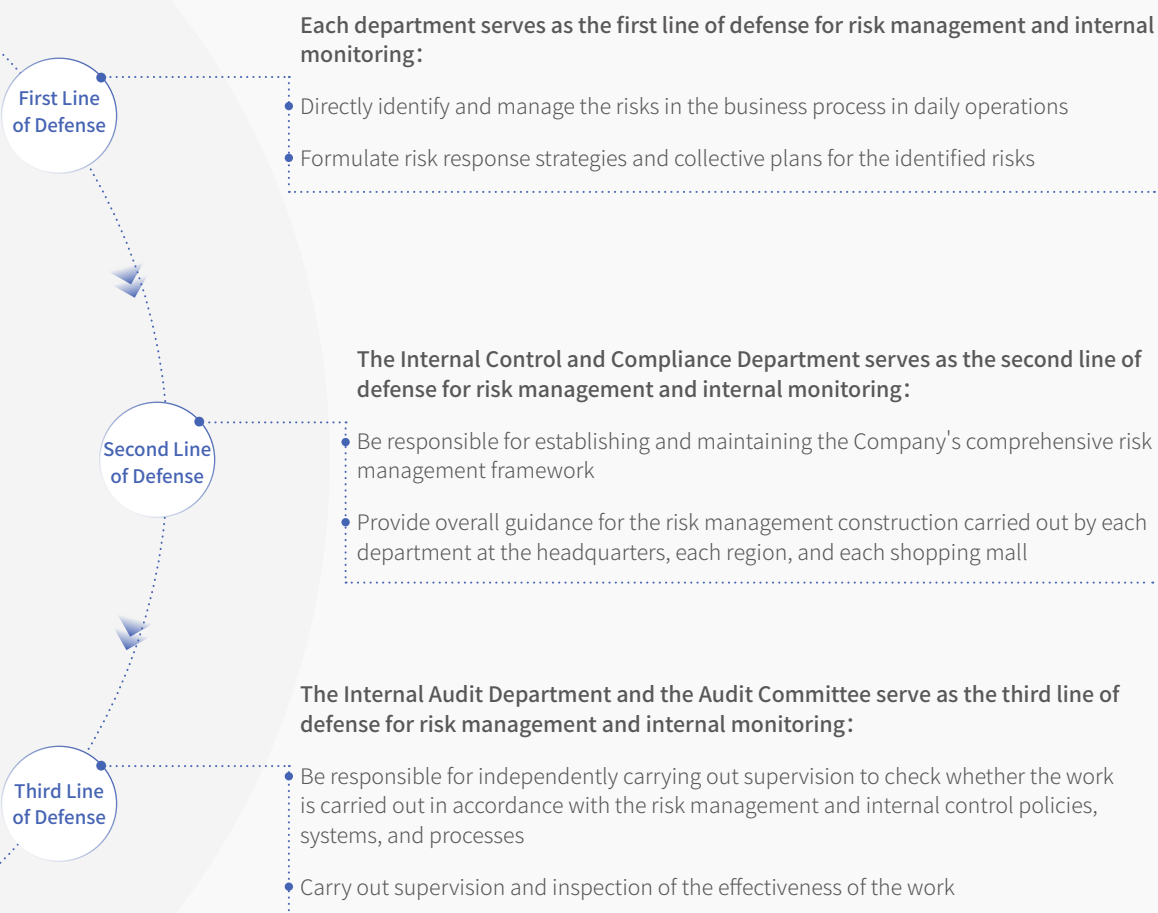 Each department serves as the first line of defense for risk management and internal
monitoring:
First Line
of Defense
Directly identify and manage the risks in the business process in daily operations
Formulate risk response strategies and collective plans for the identified risks
The Internal Control and Compliance Department serves as the second line of
defense for risk management and internal monitoring:
Second Line
of Defense
Be responsible for establishing and maintaining the Company's comprehensive risk
management framework
Provide overall guidance for the risk management construction carried out by each
department at the headquarters, each region, and each shopping mall
The Internal Audit Department and the Audit Committee serve as the third line of
defense for risk management and internal monitoring:
Third Line
of Defense
Be responsible for independently carrying out supervision to check whether the work
is carried out in accordance with the risk management and internal control policies,
systems, and processes
Carry out supervision and inspection of the effectiveness of the work